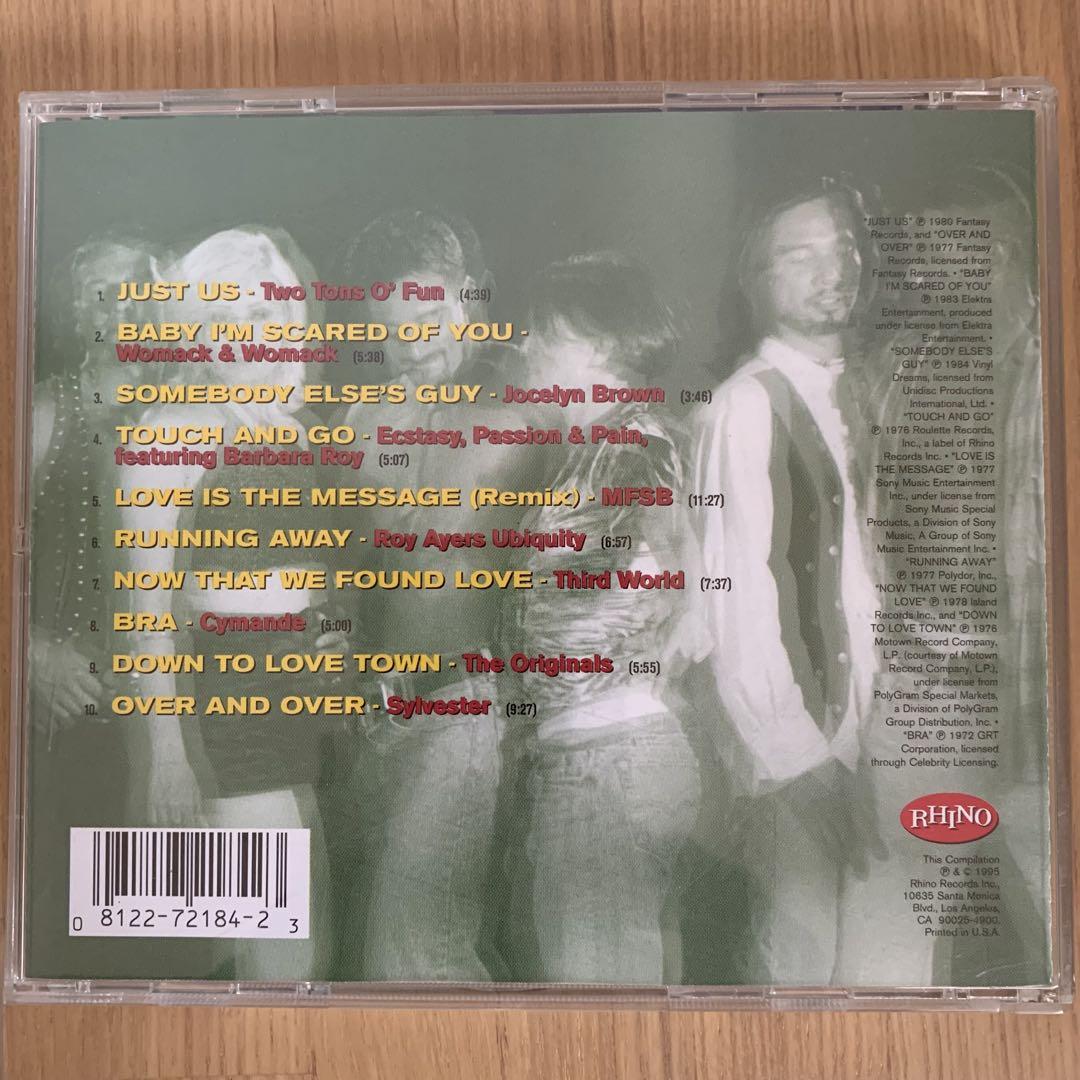 1. JUST US - Two Tons O' Fun (4:39)
2. BABY I'M SCARED OF YOU -
Womack & Womack (5:38)
3. SOMEBODY ELSE'S GUY - Jocelyn Brown (3:46)
4. TOUCH AND GO - Ecstasy, Passion & Pain,
featuring Barbara Roy (5:07)
5. LOVE IS THE MESSAGE (Remix) - MFSB (11:27)
6. RUNNING AWAY - Roy Ayers Ubiquity (6:57)
7. NOW THAT WE FOUND LOVE - Third World (7:37)
8. BRA - Cymande (5:00)
9. DOWN TO LOVE TOWN - The Originals (5:55)
10. OVER AND OVER - Sylvester (9:27)
"JUST US" ℗ 1980 Fantasy
Records, and "OVER AND
OVER" ℗ 1977 Fantasy
Records, licensed from
Fantasy Records. • "BABY
I'M SCARED OF YOU"
℗ 1983 Elektra
Entertainment, produced
under license from Elektra
Entertainment. •
"SOMEBODY ELSE'S
GUY" ℗ 1984 Vinyl
Dreams, licensed from
Unidisc Productions
International, Ltd. •
"TOUCH AND GO"
℗ 1976 Roulette Records,
Inc., a label of Rhino
Records Inc. • "LOVE IS
THE MESSAGE" ℗ 1977
Sony Music Entertainment
Inc., under license from
Sony Music Special
Products, a Division of Sony
Music, A Group of Sony
Music Entertainment Inc. •
"RUNNING AWAY"
℗ 1977 Polydor, Inc.,
"NOW THAT WE FOUND
LOVE" ℗ 1978 Island
Records Inc., and "DOWN
TO LOVE TOWN" ℗ 1976
Motown Record Company,
L.P. (courtesy of Motown
Record Company, L.P.),
under license from
PolyGram Special Markets,
a Division of PolyGram
Group Distribution, Inc. •
"BRA" ℗ 1972 GRT
Corporation, licensed
through Celebrity Licensing.
RHINO
This Compilation
℗ & © 1995
Rhino Records Inc.,
10635 Santa Monica
Blvd., Los Angeles,
CA 90025-4900.
Printed in U.S.A.
0 8122-72184-2 3